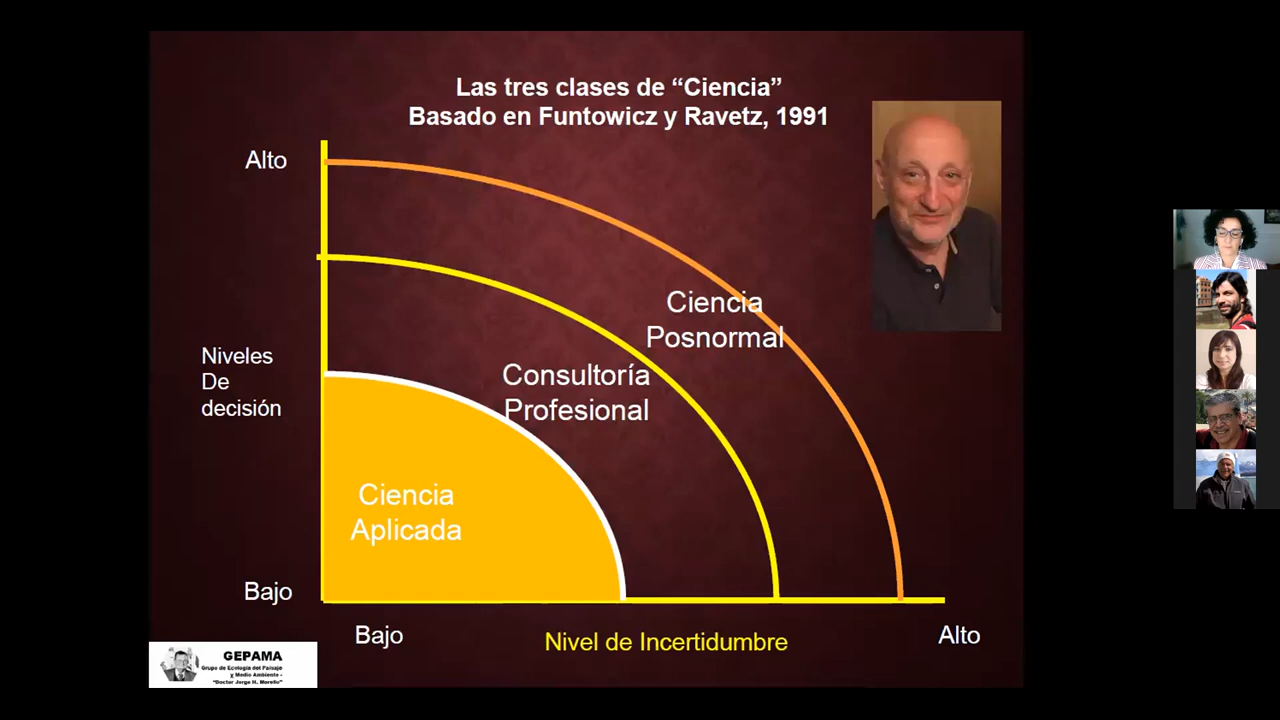 Las tres clases de “Ciencia”
Basado en Funtowicz y Ravetz, 1991
Alto
Ciencia
Posnormal
Niveles
De
decisión
Consultoría
Profesional
Ciencia
Aplicada
Bajo
Bajo
Nivel de Incertidumbre
Alto
GEPAMA
Grupo de Ecología del Paisaje
y Medio Ambiente -
“Doctor Jorge H. Morello”